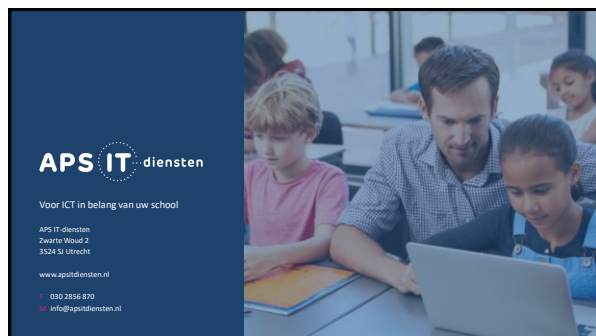 APS IT diensten
Voor ICT in belang van uw school
APS IT-diensten
Zwarte Woud 2
3524 SJ Utrecht
www.apsitdiensten.nl
T 030 2856 870
M info@apsitdiensten.nl